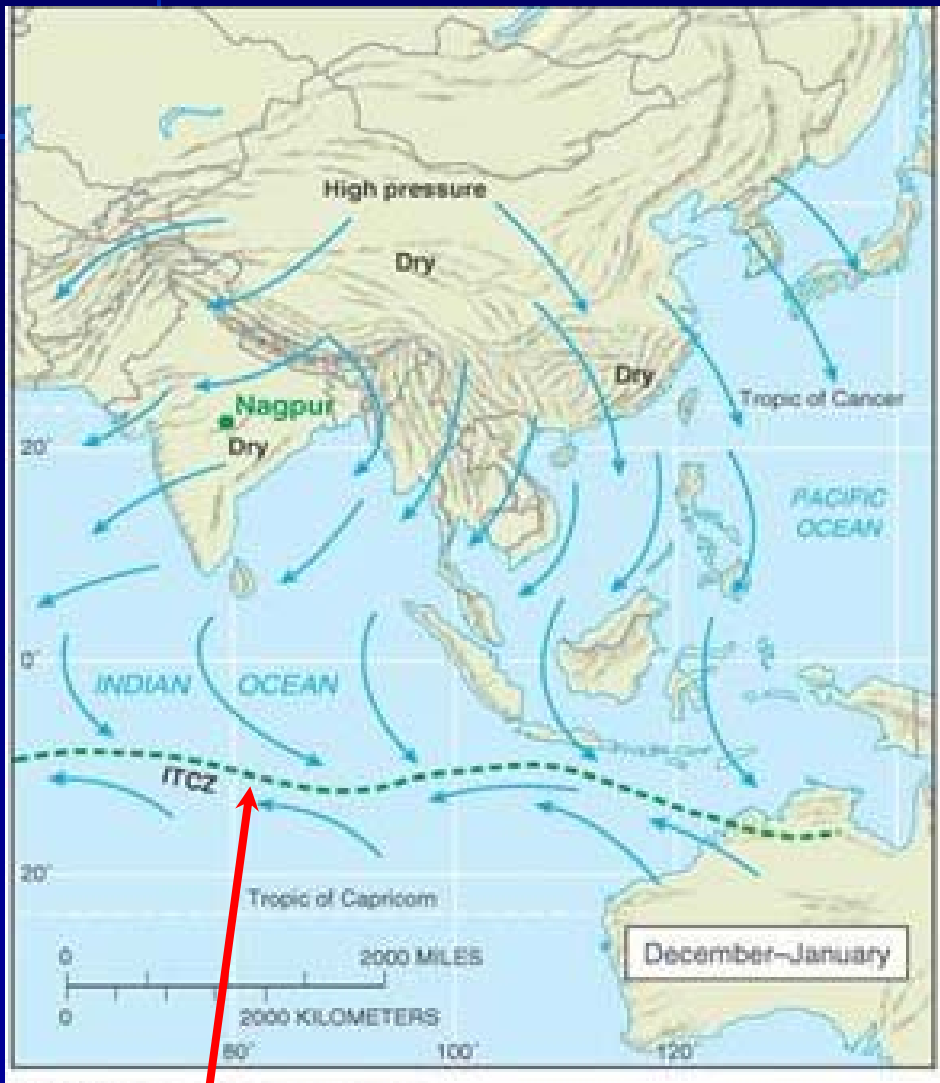 High pressure
Dry
Dry
Tropic of Cancer
Nagpur
Dry
20°
PACIFIC
OCEAN
0°
INDIAN OCEAN
ITCZ
20°
Tropic of Capricorn
0 2000 MILES
December–January
0 2000 KILOMETERS
80° 100° 120°